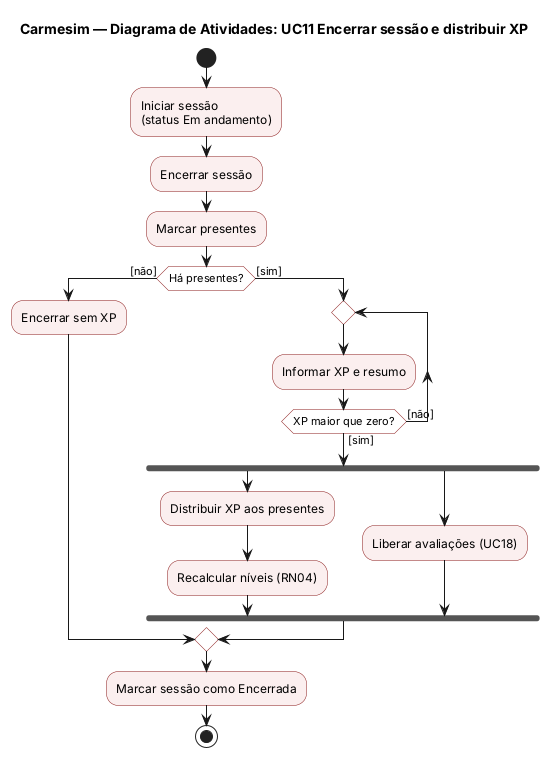 Carmesim — Diagrama de Atividades: UC11 Encerrar sessão e distribuir XP
Iniciar sessão
(status Em andamento)
Encerrar sessão
Marcar presentes
[não]
Há presentes?
[sim]
Encerrar sem XP
Informar XP e resumo
XP maior que zero?
[não]
[sim]
Distribuir XP aos presentes
Liberar avaliações (UC18)
Recalcular níveis (RN04)
Marcar sessão como Encerrada